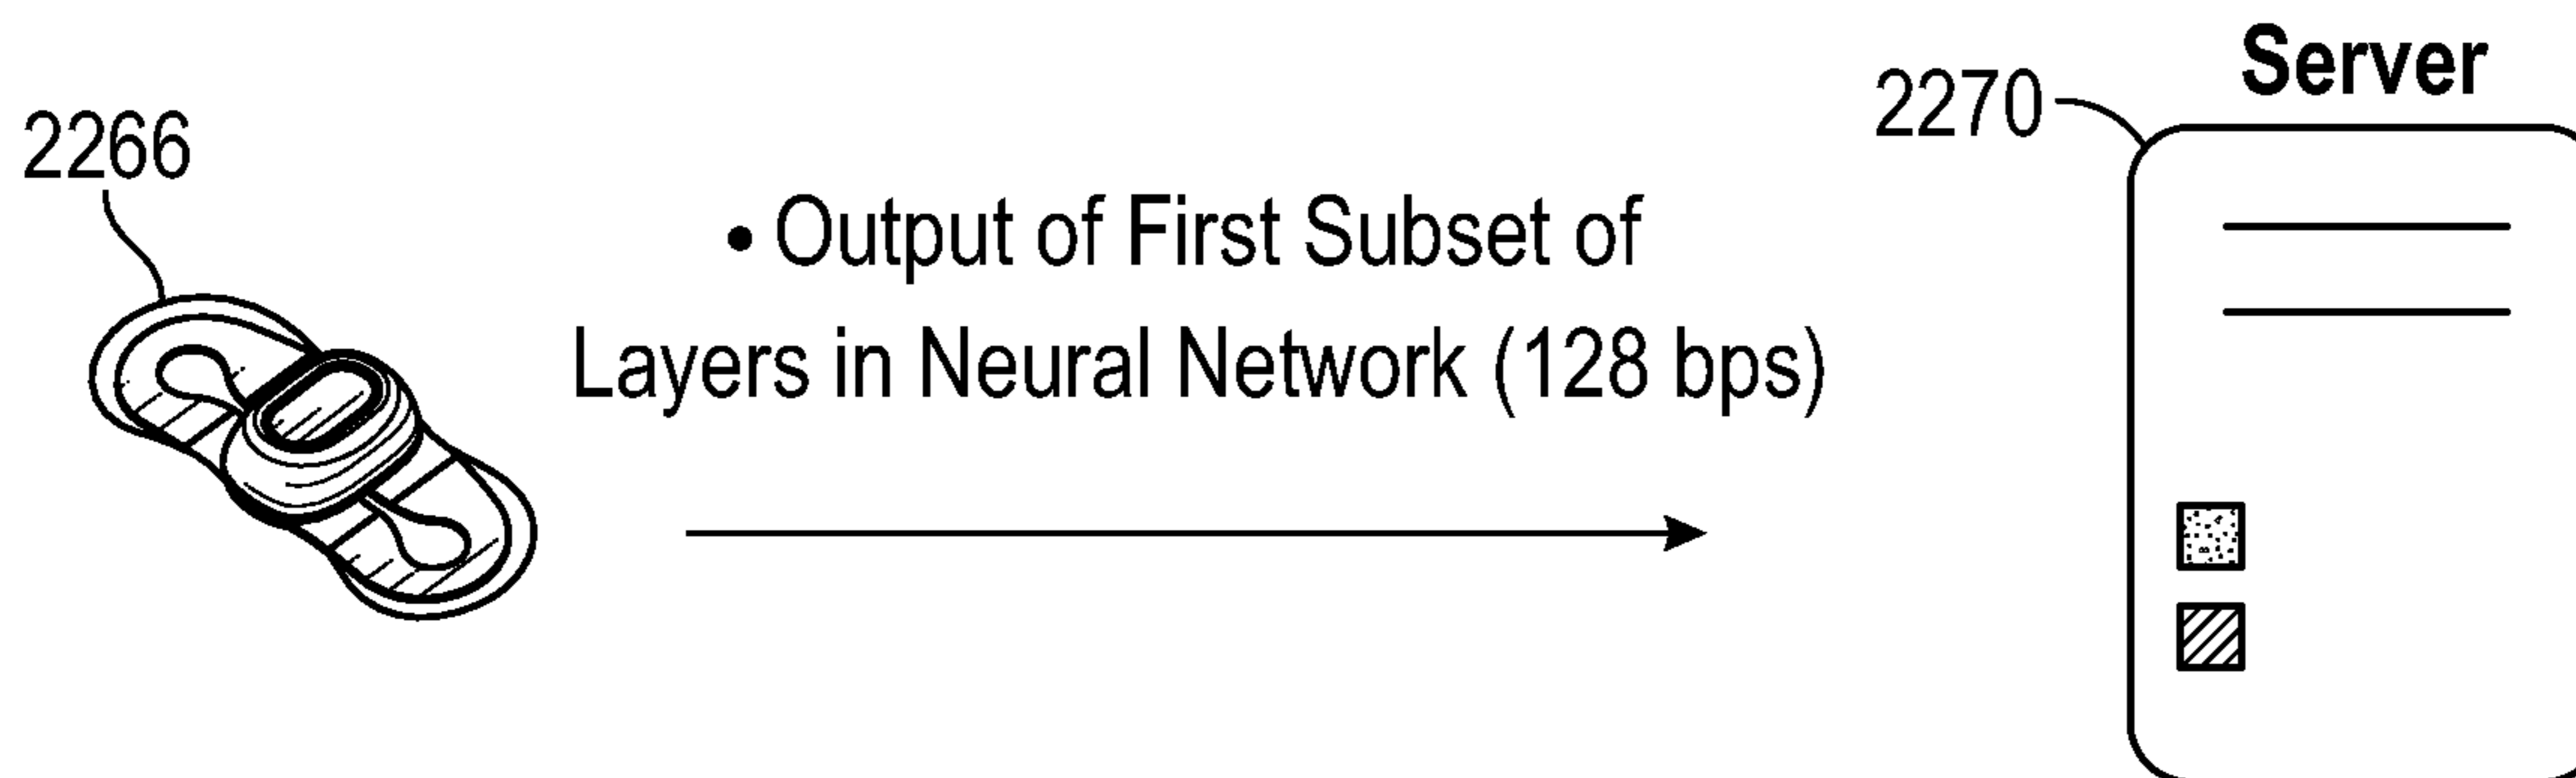 Server
2270
2266
• Output of First Subset of
Layers in Neural Network (128 bps)